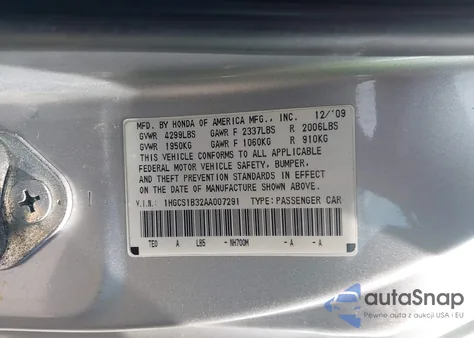 MFD. BY HONDA OF AMERICA MFG., INC. 12/'09
GVWR 4299LBS GAWR F 2337LBS R 2006LBS
GVWR 1950KG GAWR F 1060KG R 910KG
THIS VEHICLE CONFORMS TO ALL APPLICABLE
FEDERAL MOTOR VEHICLE SAFETY, BUMPER,
AND THEFT PREVENTION STANDARDS IN EFFECT
ON THE DATE OF MANUFACTURE SHOWN ABOVE.
V.I.N.: 1HGCS1B32AA007291 TYPE: PASSENGER CAR
TE0 A LB5 - NH700M - A - A
autoSnap
Pewne auta z aukcji USA i EU